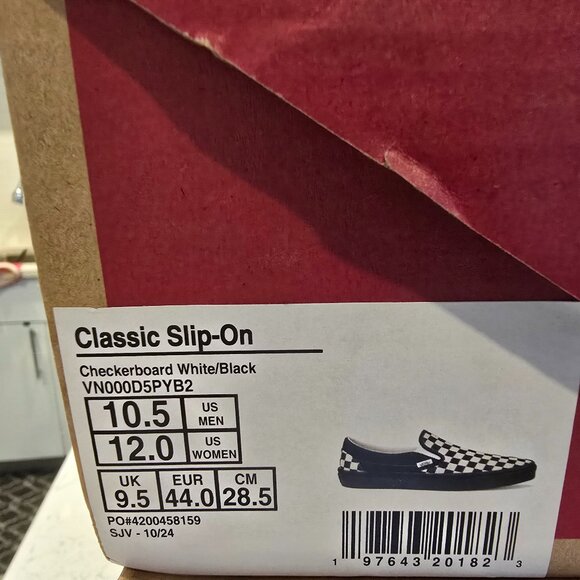 Classic Slip-On
Checkerboard White/Black
VN000D5PYB2
10.5 US MEN
12.0 US WOMEN
UK EUR CM
9.5 44.0 28.5
PO#4200458159
SJV - 10/24
1 97643 20182 3